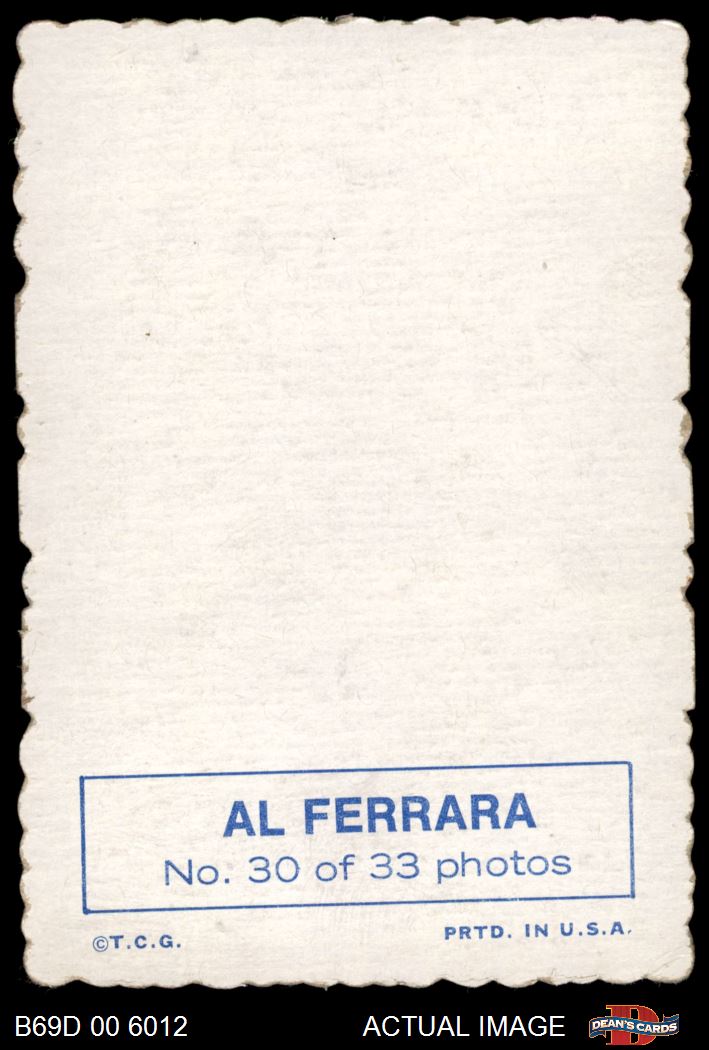 AL FERRARA
No. 30 of 33 photos
©T.C.G.
PRTD. IN U.S.A.
B69D 00 6012
ACTUAL IMAGE
DEAN'S CARDS